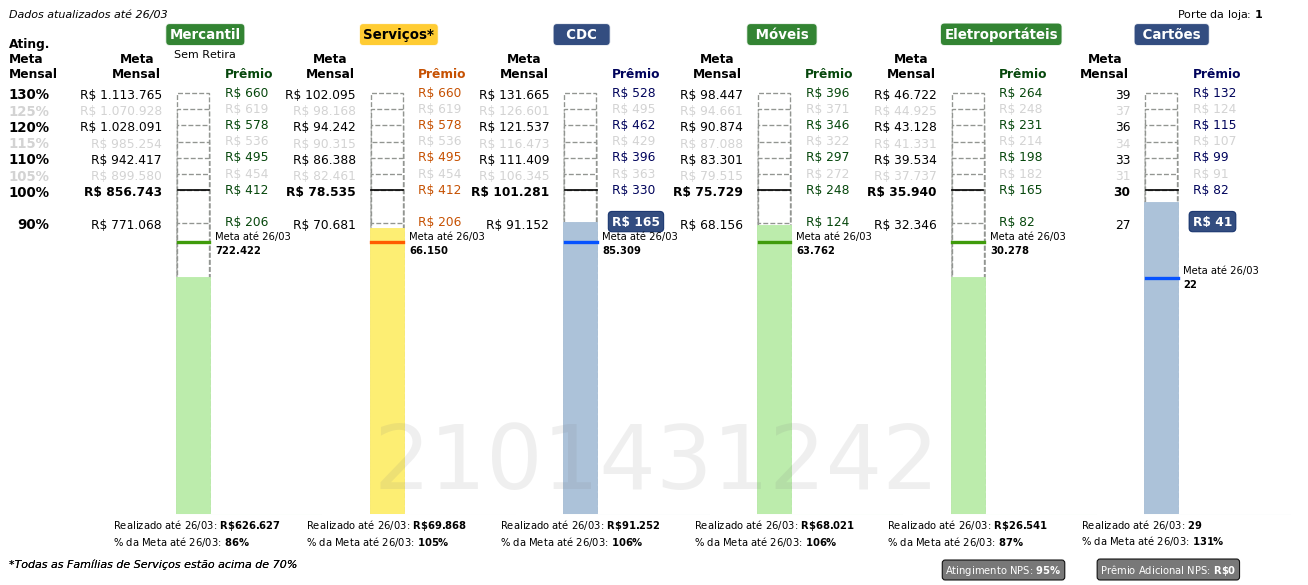 Dados atualizados até 26/03
Porte da loja: 1
Mercantil Serviços* CDC Móveis Eletroportáteis Cartões
Sem Retira
Ating. Meta Mensal
Meta Mensal Prêmio Meta Mensal Prêmio Meta Mensal Prêmio Meta Mensal Prêmio Meta Mensal Prêmio Meta Mensal Prêmio
130% R$ 1.113.765 R$ 660 R$ 102.095 R$ 660 R$ 131.665 R$ 528 R$ 98.447 R$ 396 R$ 46.722 R$ 264 39 R$ 132
125% R$ 1.070.928 R$ 619 R$ 98.168 R$ 619 R$ 126.601 R$ 495 R$ 94.661 R$ 371 R$ 44.925 R$ 248 37 R$ 124
120% R$ 1.028.091 R$ 578 R$ 94.242 R$ 578 R$ 121.537 R$ 462 R$ 90.874 R$ 346 R$ 43.128 R$ 231 36 R$ 115
115% R$ 985.254 R$ 536 R$ 90.315 R$ 536 R$ 116.473 R$ 429 R$ 87.088 R$ 322 R$ 41.331 R$ 214 34 R$ 107
110% R$ 942.417 R$ 495 R$ 86.388 R$ 495 R$ 111.409 R$ 396 R$ 83.301 R$ 297 R$ 39.534 R$ 198 33 R$ 99
105% R$ 899.580 R$ 454 R$ 82.461 R$ 454 R$ 106.345 R$ 363 R$ 79.515 R$ 272 R$ 37.737 R$ 182 31 R$ 91
100% R$ 856.743 R$ 412 R$ 78.535 R$ 412 R$ 101.281 R$ 330 R$ 75.729 R$ 248 R$ 35.940 R$ 165 30 R$ 82
90% R$ 771.068 R$ 206 R$ 70.681 R$ 206 R$ 91.152 R$ 165 R$ 68.156 R$ 124 R$ 32.346 R$ 82 27 R$ 41
Meta até 26/03 Meta até 26/03 Meta até 26/03 Meta até 26/03 Meta até 26/03
722.422 66.150 85.309 63.762 30.278
Meta até 26/03
22
2101431242
Realizado até 26/03: R$626.627 Realizado até 26/03: R$69.868 Realizado até 26/03: R$91.252 Realizado até 26/03: R$68.021 Realizado até 26/03: R$26.541 Realizado até 26/03: 29
% da Meta até 26/03: 86% % da Meta até 26/03: 105% % da Meta até 26/03: 106% % da Meta até 26/03: 106% % da Meta até 26/03: 87% % da Meta até 26/03: 131%
*Todas as Famílias de Serviços estão acima de 70%
Atingimento NPS: 95% Prêmio Adicional NPS: R$0